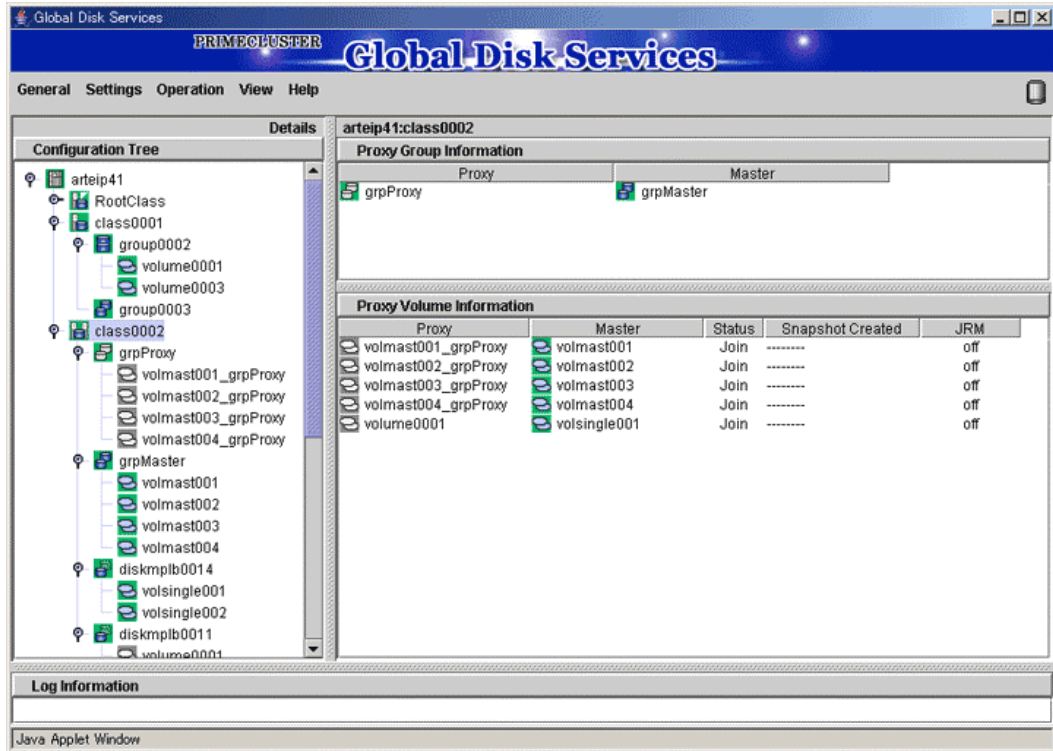 Global Disk Services
PRIMECLUSTER
Global Disk Services
General Settings Operation View Help
Details
Configuration Tree
arteip41
RootClass
class0001
group0002
volume0001
volume0003
group0003
class0002
grpProxy
volmast001_grpProxy
volmast002_grpProxy
volmast003_grpProxy
volmast004_grpProxy
grpMaster
volmast001
volmast002
volmast003
volmast004
diskmplb0014
volsingle001
volsingle002
diskmplb0011
volume0001
arteip41:class0002
Proxy Group Information
Proxy Master
grpProxy grpMaster
Proxy Volume Information
Proxy Master Status Snapshot Created JRM
volmast001_grpProxy volmast001 Join -------- off
volmast002_grpProxy volmast002 Join -------- off
volmast003_grpProxy volmast003 Join -------- off
volmast004_grpProxy volmast004 Join -------- off
volume0001 volsingle001 Join -------- off
Log Information
Java Applet Window